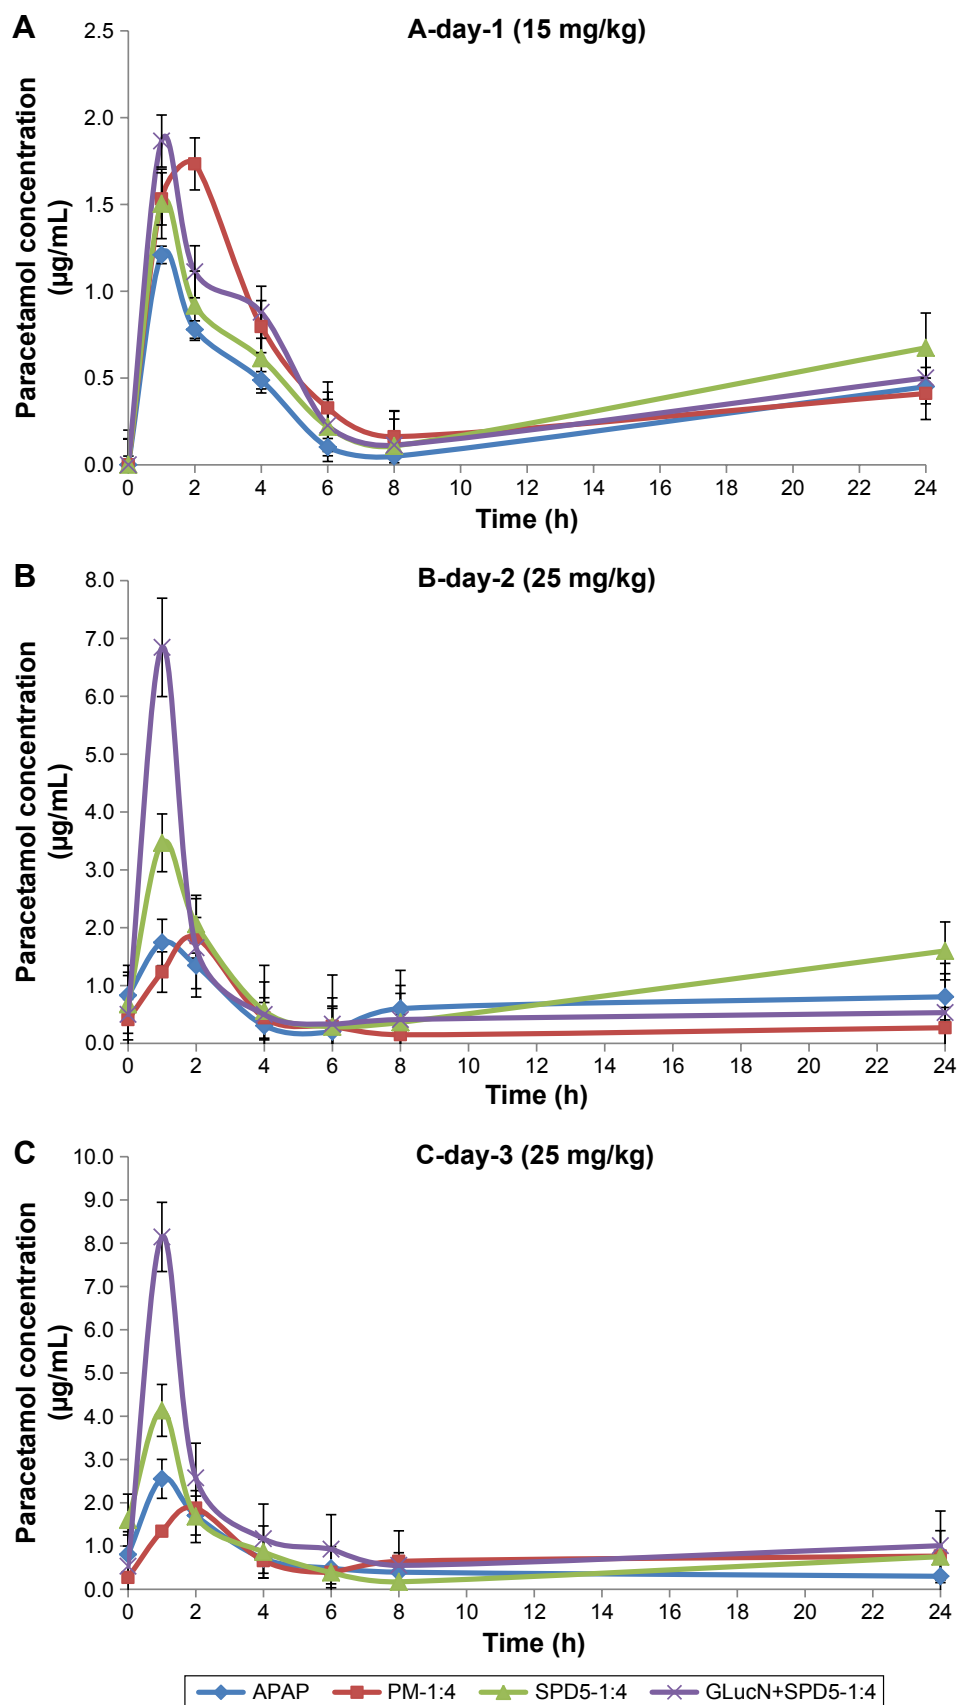 A
A-day-1 (15 mg/kg)
Paracetamol concentration
(µg/mL)
2.5
2.0
1.5
1.0
0.5
0.0
0 2 4 6 8 10 12 14 16 18 20 22 24
Time (h)
B
B-day-2 (25 mg/kg)
Paracetamol concentration
(µg/mL)
8.0
7.0
6.0
5.0
4.0
3.0
2.0
1.0
0.0
0 2 4 6 8 10 12 14 16 18 20 22 24
Time (h)
C
C-day-3 (25 mg/kg)
Paracetamol concentration
(µg/mL)
10.0
9.0
8.0
7.0
6.0
5.0
4.0
3.0
2.0
1.0
0.0
0 2 4 6 8 10 12 14 16 18 20 22 24
Time (h)
APAP PM-1:4 SPD5-1:4 GLucN+SPD5-1:4